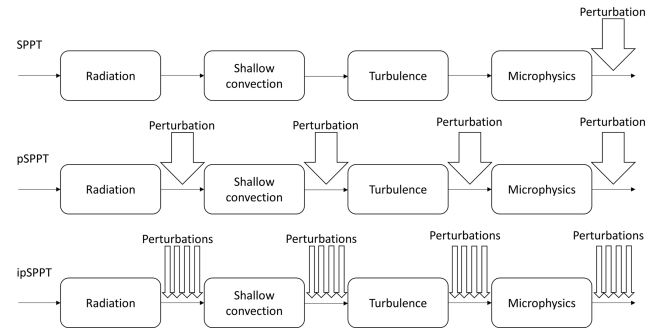 Perturbation
SPPT
Radiation
Shallow
convection
Turbulence
Microphysics
Perturbation
Perturbation
Perturbation
Perturbation
pSPPT
Radiation
Shallow
convection
Turbulence
Microphysics
Perturbations
Perturbations
Perturbations
Perturbations
ipSPPT
Radiation
Shallow
convection
Turbulence
Microphysics